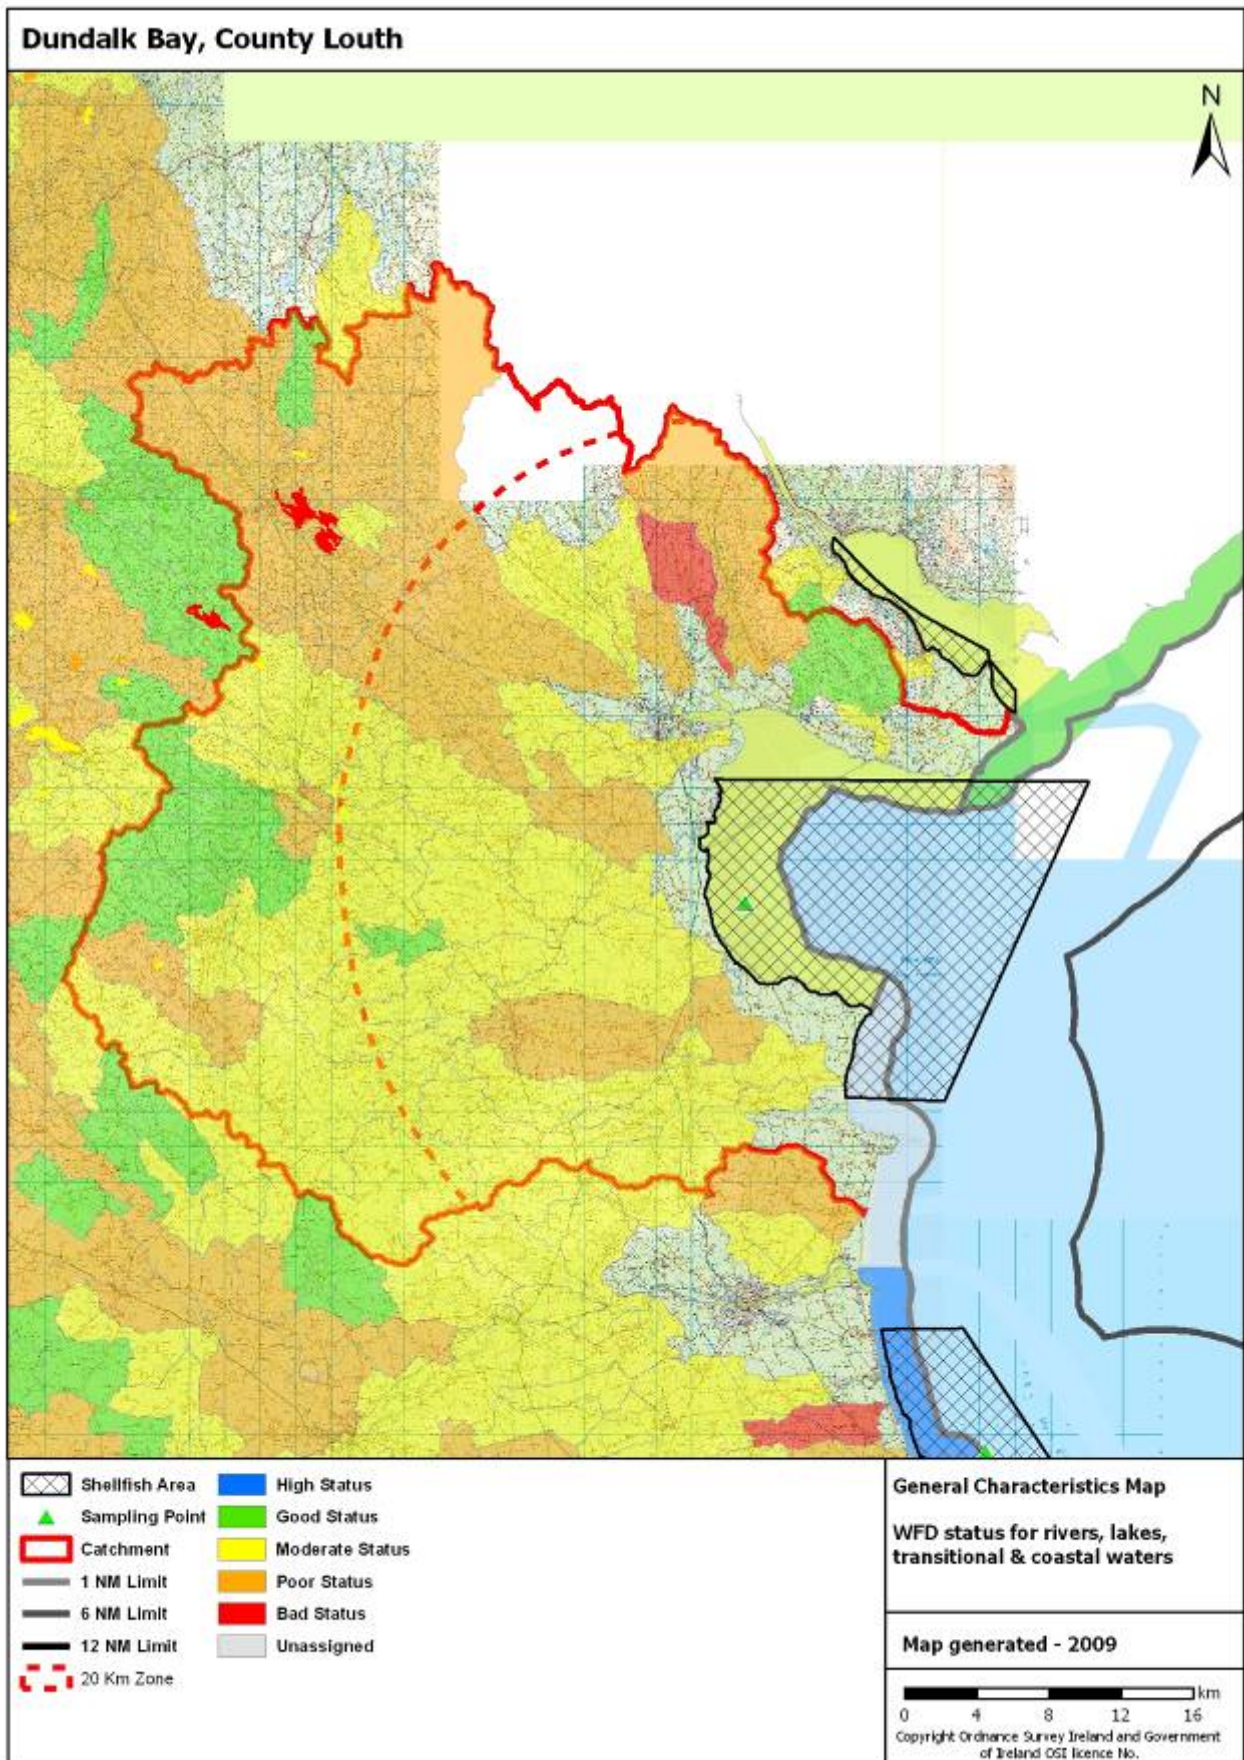 Dundalk Bay, County Louth
N
Shellfish Area
Sampling Point
Catchment
1 NM Limit
6 NM Limit
12 NM Limit
20 Km Zone
High Status
Good Status
Moderate Status
Poor Status
Bad Status
Unassigned
General Characteristics Map
WFD status for rivers, lakes,
transitional & coastal waters
Map generated - 2009
km
0 4 8 12 16
Copyright Ordnance Survey Ireland and Government
of Ireland OSI licence No.